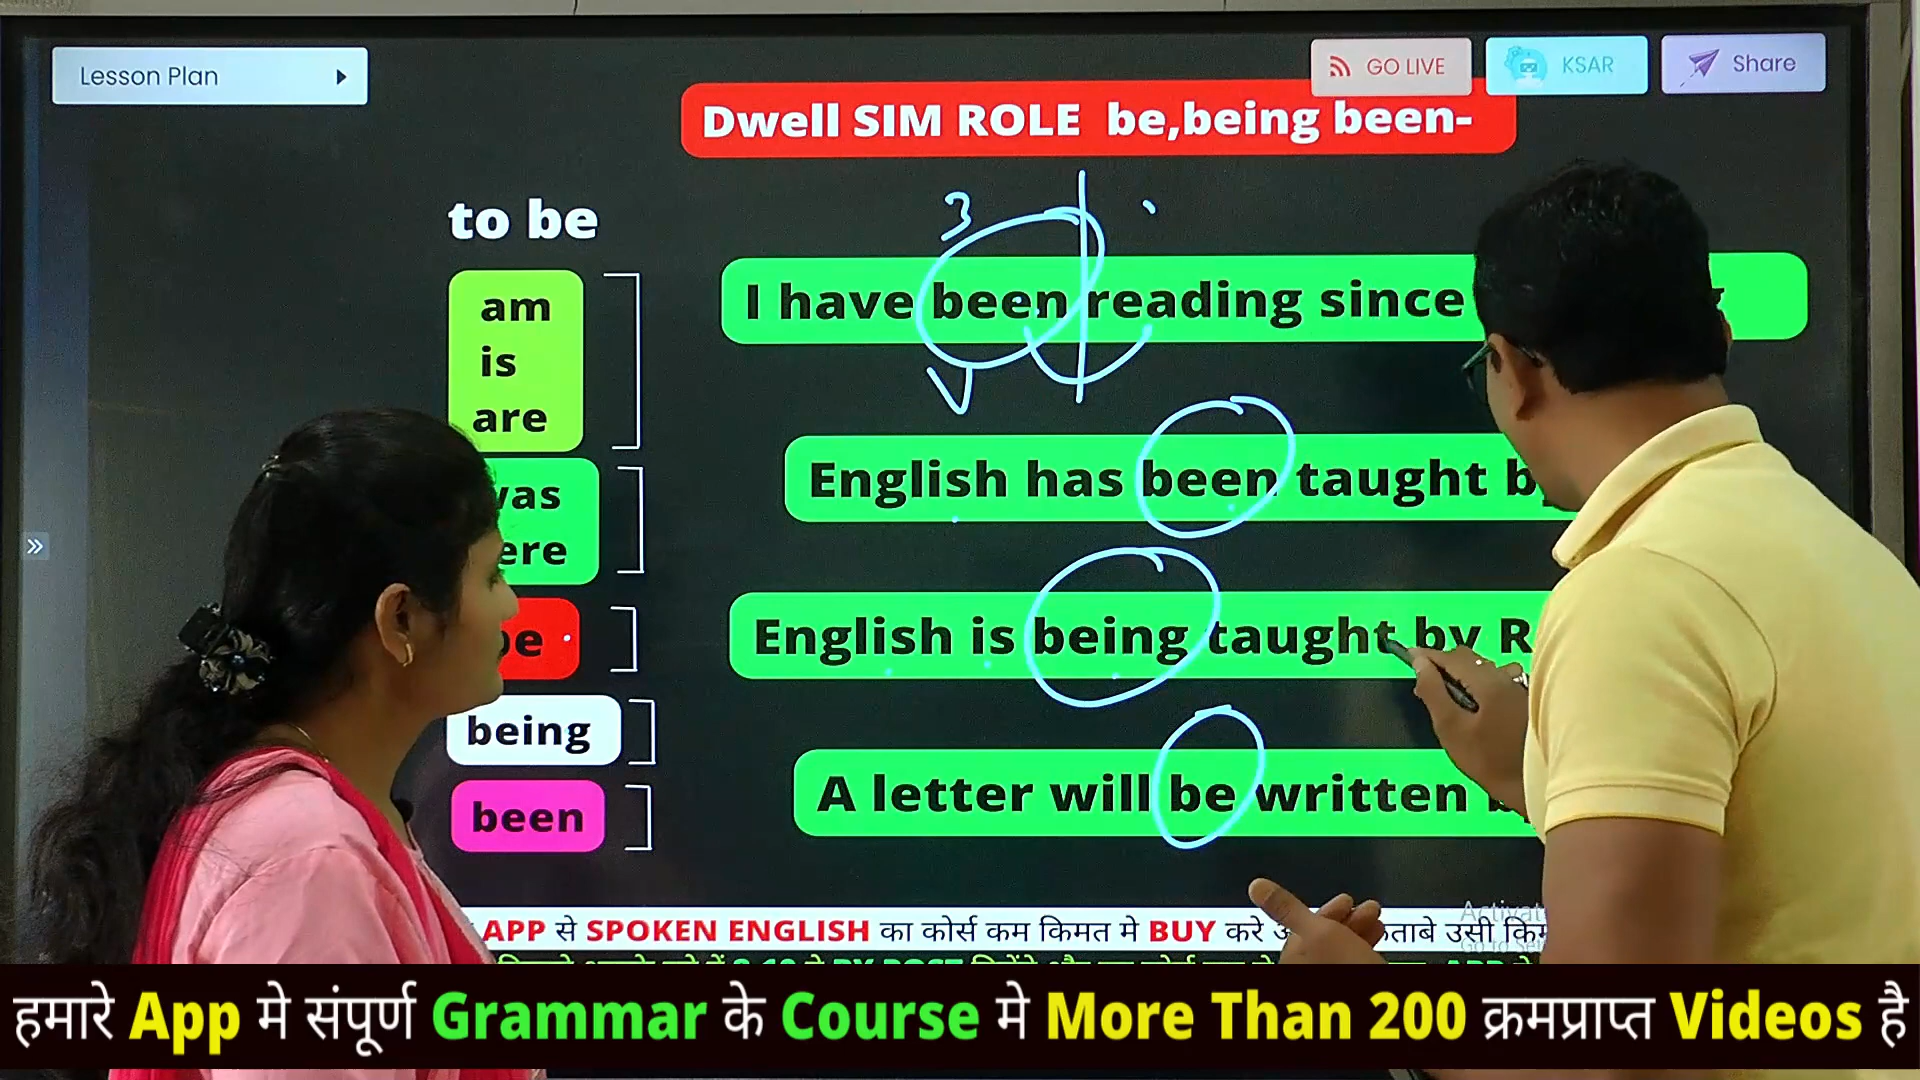 Lesson Plan
GO LIVE
KSAR
Share
Dwell SIM ROLE be,being been-
to be
3
am
I have been reading since
is
are
English has been taught
English is being taught by R
be
being
A letter will be written
been
APP से SPOKEN ENGLISH का कोर्स कम किमत मे BUY करे
हमारे App मे संपूर्ण Grammar के Course मे More Than 200 क्रमप्राप्त Videos है